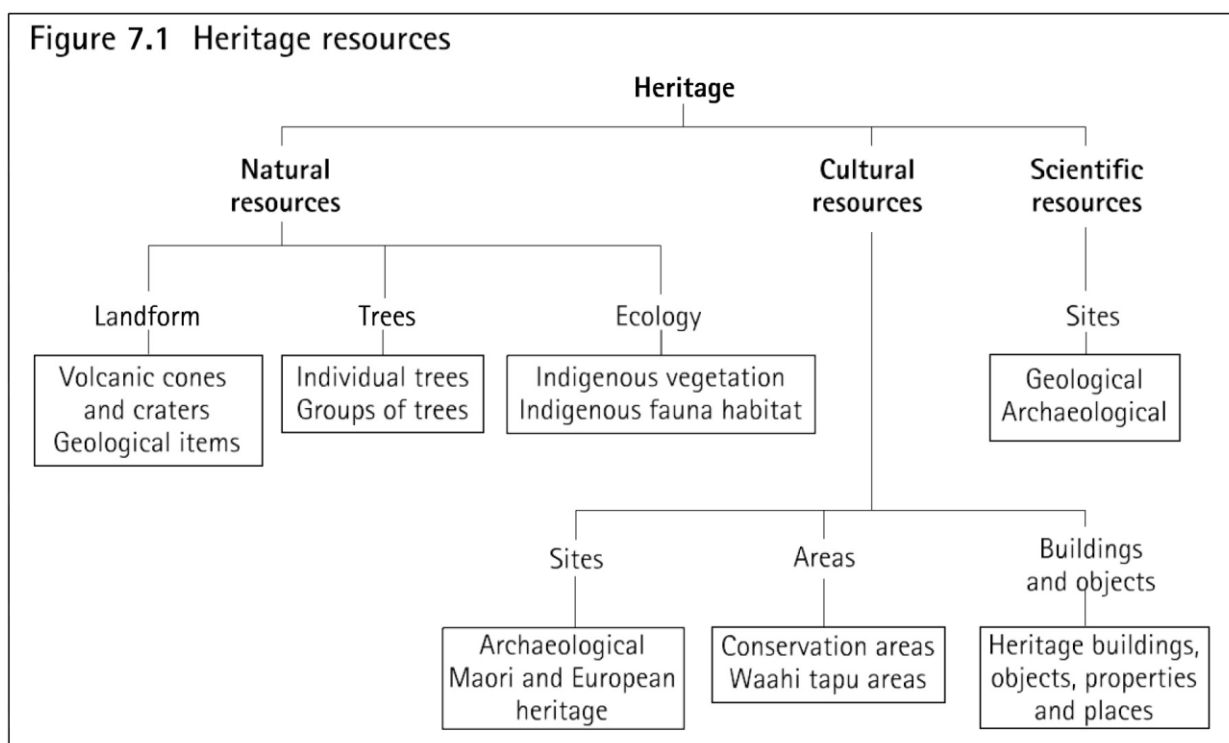 Figure 7.1 Heritage resources
Heritage
Natural
resources
Cultural
resources
Scientific
resources
Landform
Trees
Ecology
Sites
Volcanic cones
and craters
Geological items
Individual trees
Groups of trees
Indigenous vegetation
Indigenous fauna habitat
Geological
Archaeological
Sites
Areas
Buildings
and objects
Archaeological
Maori and European
heritage
Conservation areas
Waahi tapu areas
Heritage buildings,
objects, properties
and places